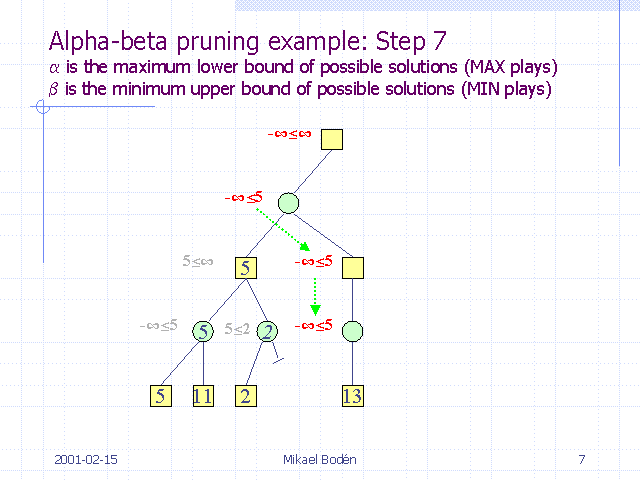 Alpha-beta pruning example: Step 7
α is the maximum lower bound of possible solutions (MAX plays)
β is the minimum upper bound of possible solutions (MIN plays)
-∞≤∞
-∞≤5
5≤∞ 5 -∞≤5
-∞≤5 5 5≤2 2 -∞≤5
5 11 2 13
2001-02-15 Mikael Bodén 7